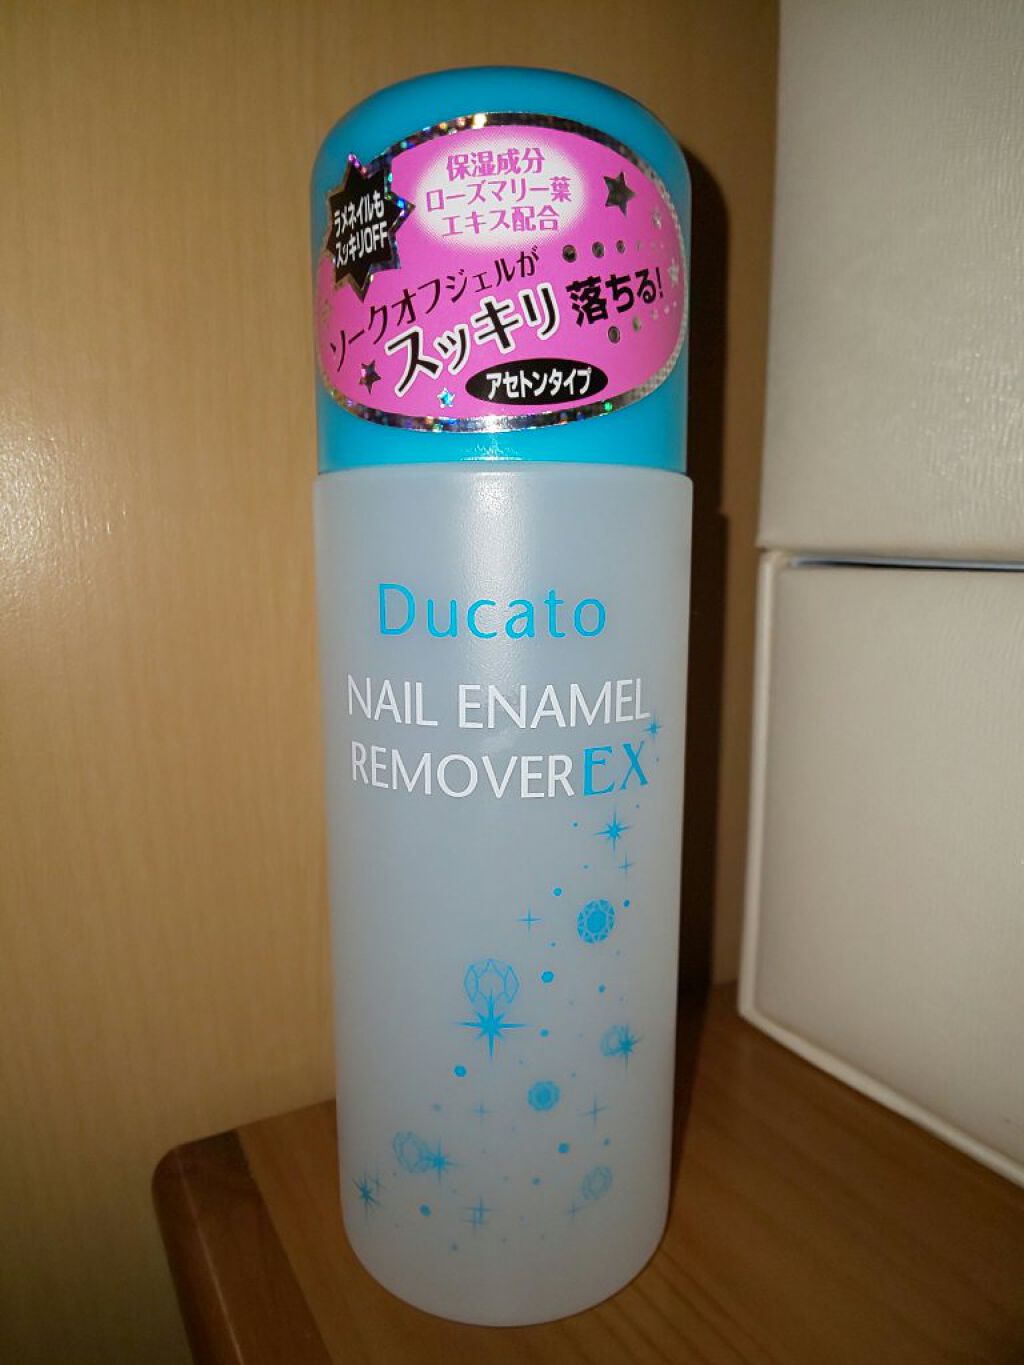 保湿成分
ローズマリー葉
エキス配合
ラメネイルも
スッキリOFF
ソークオフジェルが
スッキリ落ちる!
アセトンタイプ
Ducato
NAIL ENAMEL
REMOVER EX